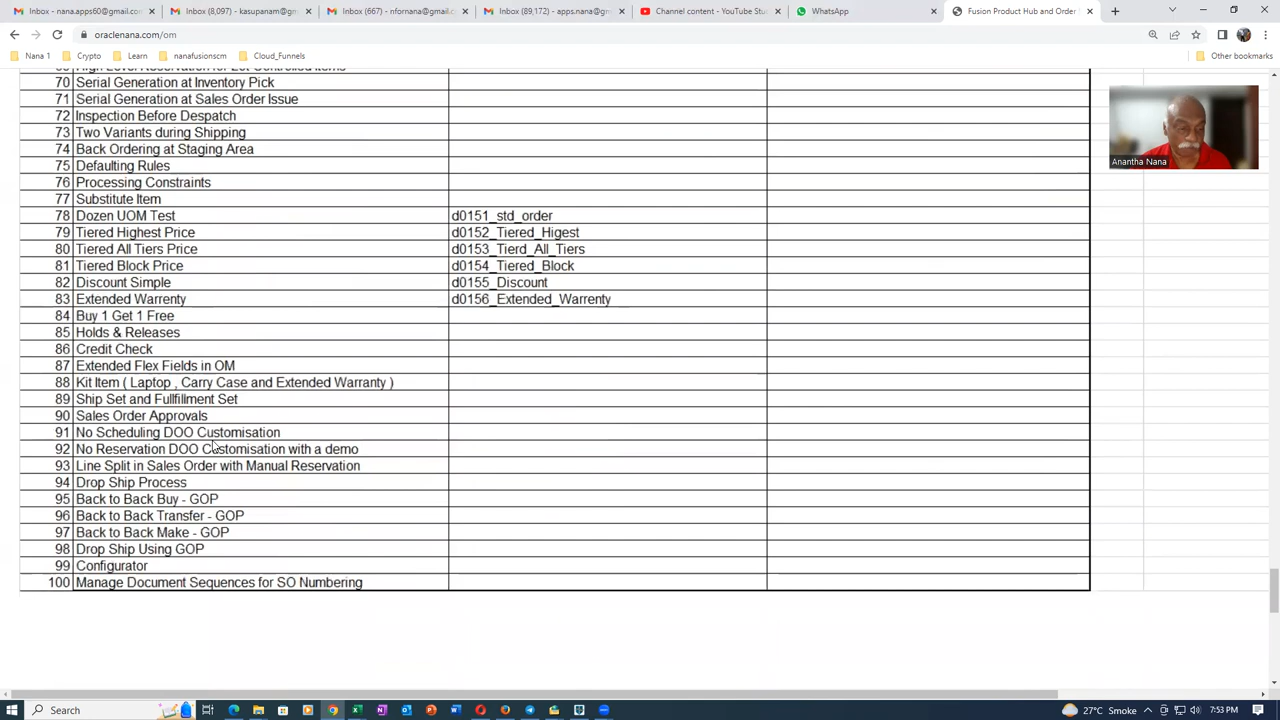 Inbox - nana.apps60@gmail.com
Inbox (8,097) - kasupanam@gm
Inbox (667) - nfornana@gmail.c
Inbox (89,172) - apps.nana@g
Channel content - YouTube Stu
WhatsApp
Fusion Product Hub and Order
oraclenana.com/om
Nana 1
Crypto
Learn
nanafusionscm
Cloud_Funnels
Other bookmarks
70 Serial Generation at Inventory Pick
71 Serial Generation at Sales Order Issue
72 Inspection Before Despatch
73 Two Variants during Shipping
74 Back Ordering at Staging Area
75 Defaulting Rules
76 Processing Constraints
77 Substitute Item
78 Dozen UOM Test d0151_std_order
79 Tiered Highest Price d0152_Tiered_Higest
80 Tiered All Tiers Price d0153_Tierd_All_Tiers
81 Tiered Block Price d0154_Tiered_Block
82 Discount Simple d0155_Discount
83 Extended Warrenty d0156_Extended_Warrenty
84 Buy 1 Get 1 Free
85 Holds & Releases
86 Credit Check
87 Extended Flex Fields in OM
88 Kit Item ( Laptop , Carry Case and Extended Warranty )
89 Ship Set and Fullfillment Set
90 Sales Order Approvals
91 No Scheduling DOO Customisation
92 No Reservation DOO Customisation with a demo
93 Line Split in Sales Order with Manual Reservation
94 Drop Ship Process
95 Back to Back Buy - GOP
96 Back to Back Transfer - GOP
97 Back to Back Make - GOP
98 Drop Ship Using GOP
99 Configurator
100 Manage Document Sequences for SO Numbering
Anantha Nana
Search
27°C Smoke
7:53 PM